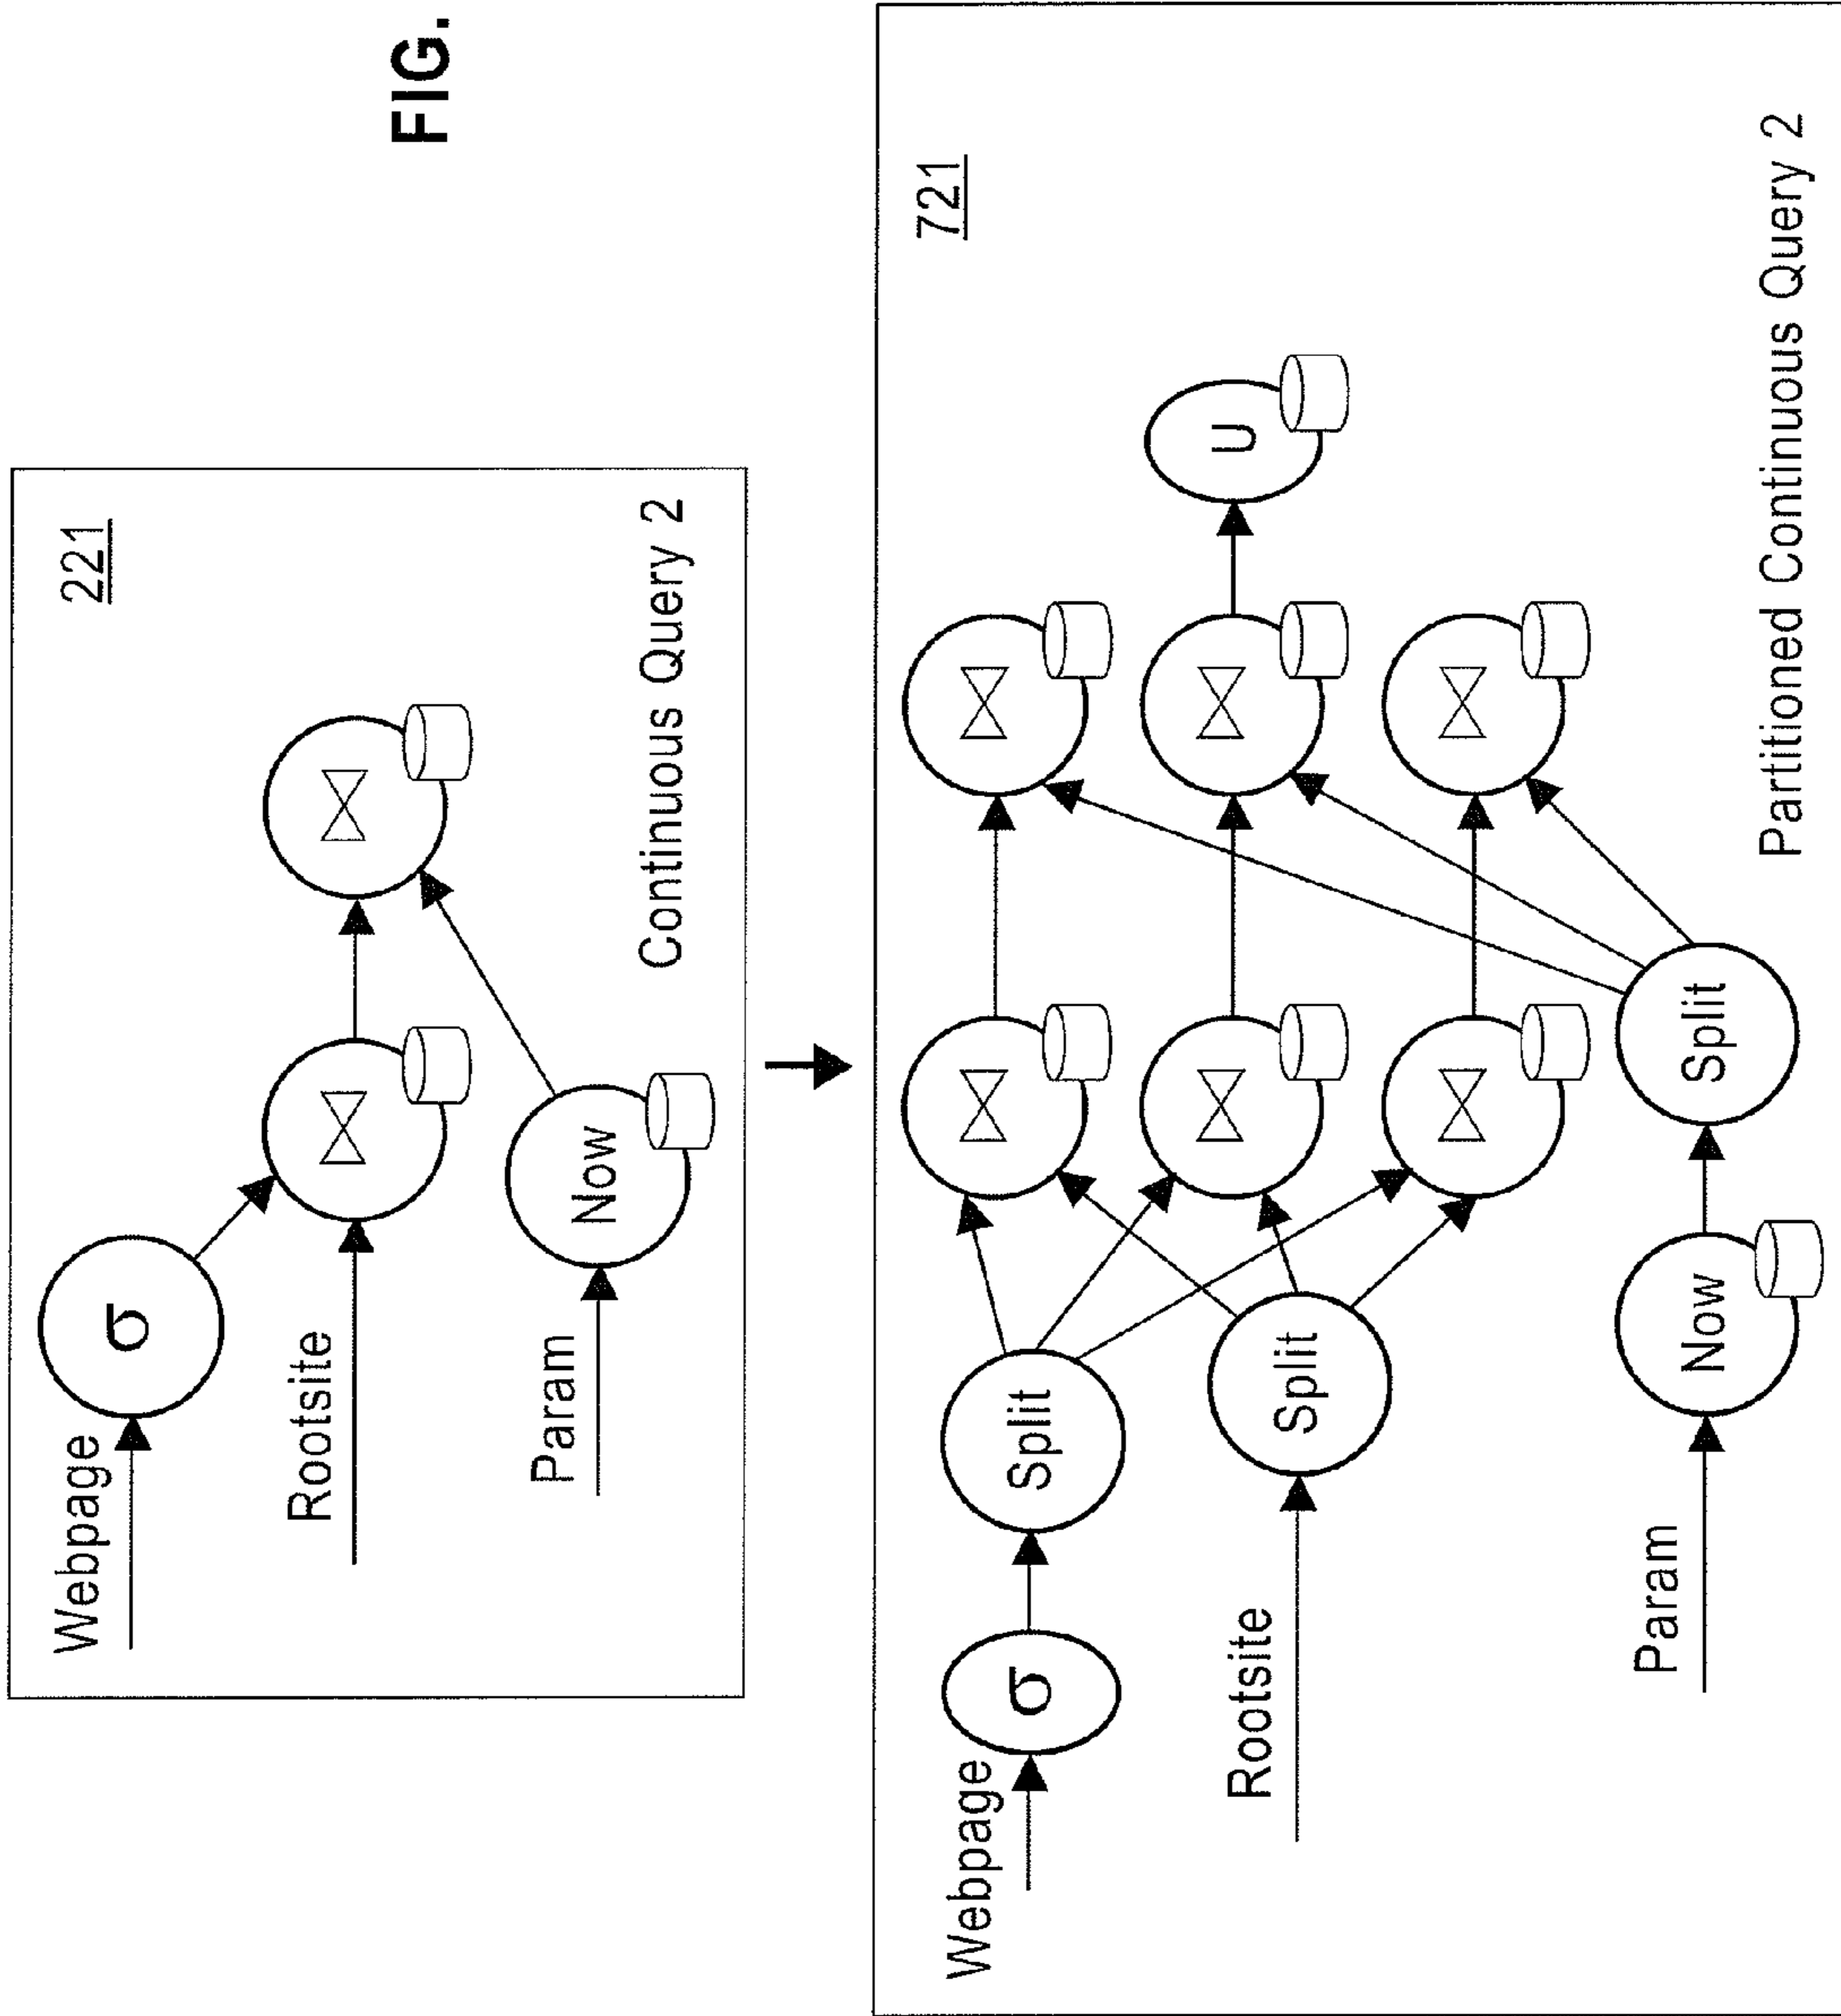 FIG.
221
Webpage
σ
Rootsite
⋈
⋈
Param
Now
Continuous Query 2
721
Webpage
σ
Split
⋈
⋈
Rootsite
Split
⋈
⋈
U
⋈
⋈
Param
Now
Split
Partitioned Continuous Query 2